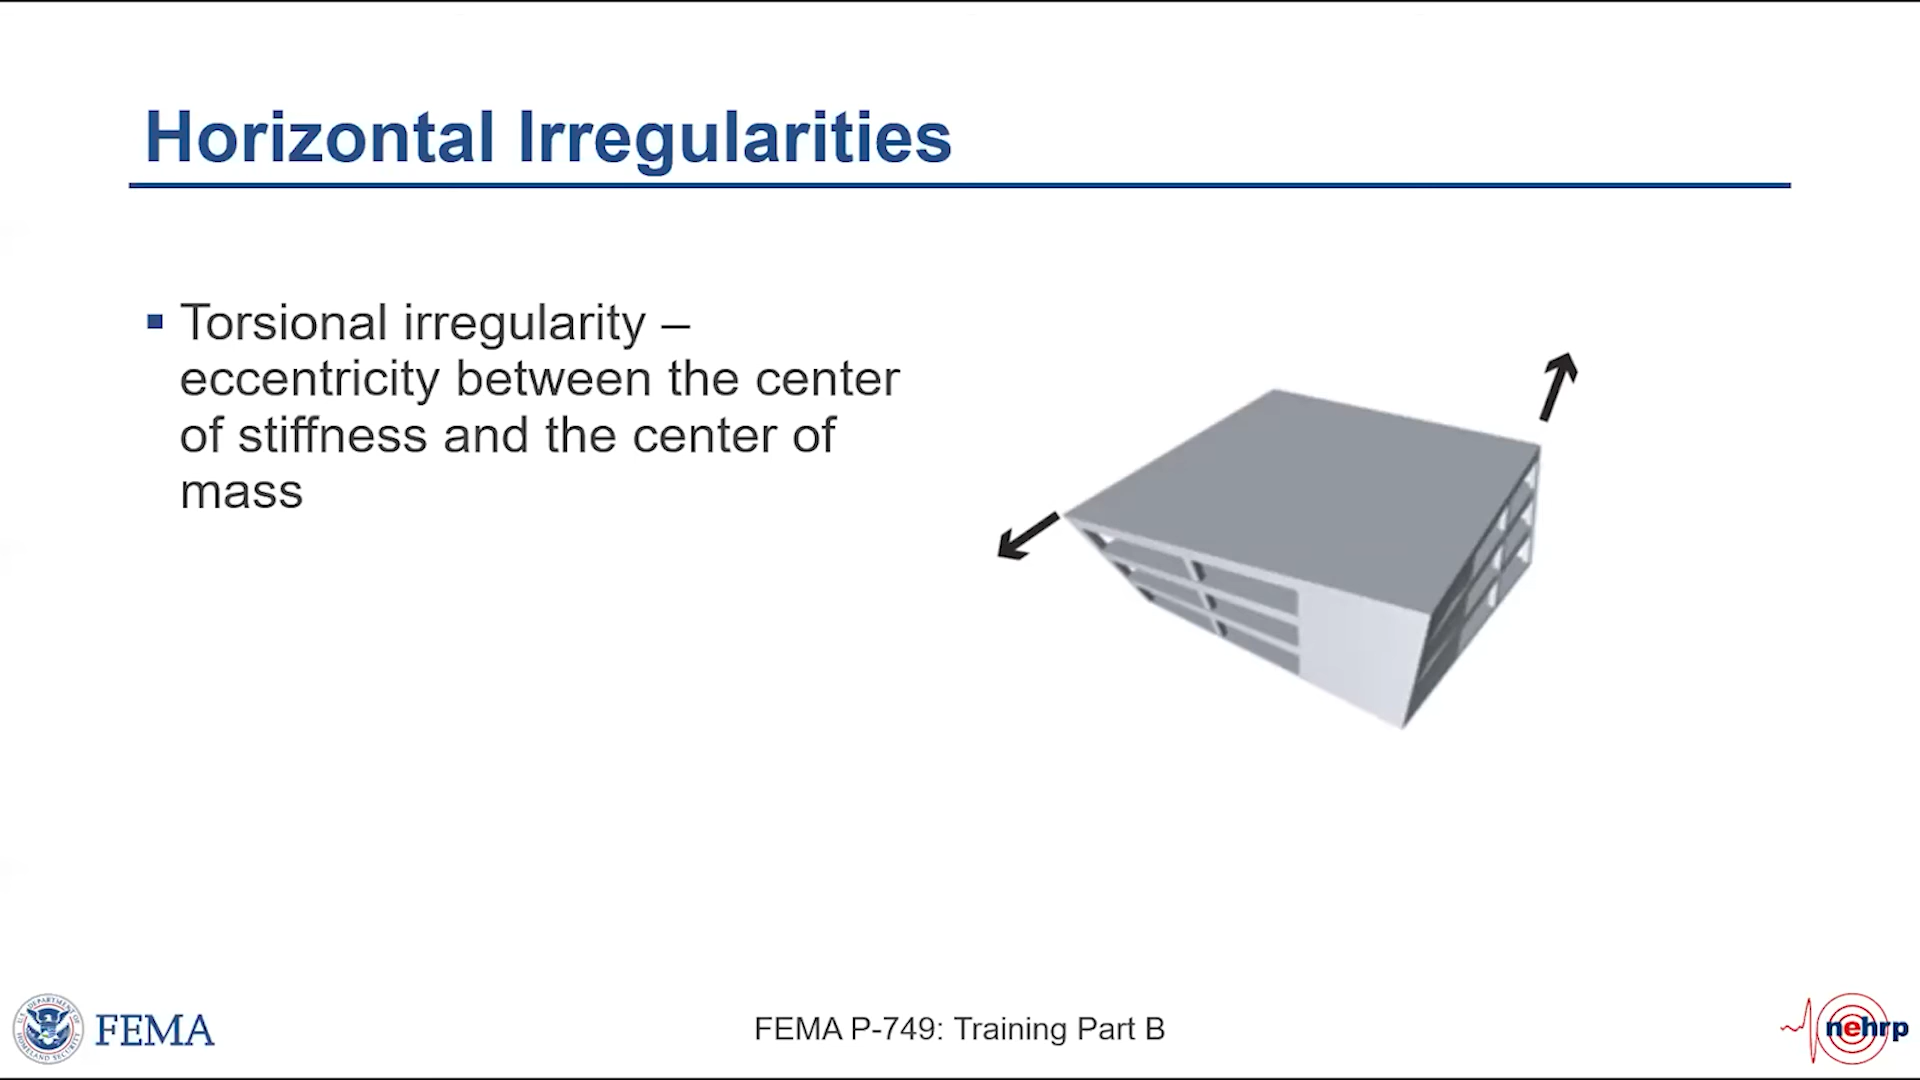 Horizontal Irregularities
Torsional irregularity –
eccentricity between the center
of stiffness and the center of
mass
FEMA
FEMA P-749: Training Part B
nehrp